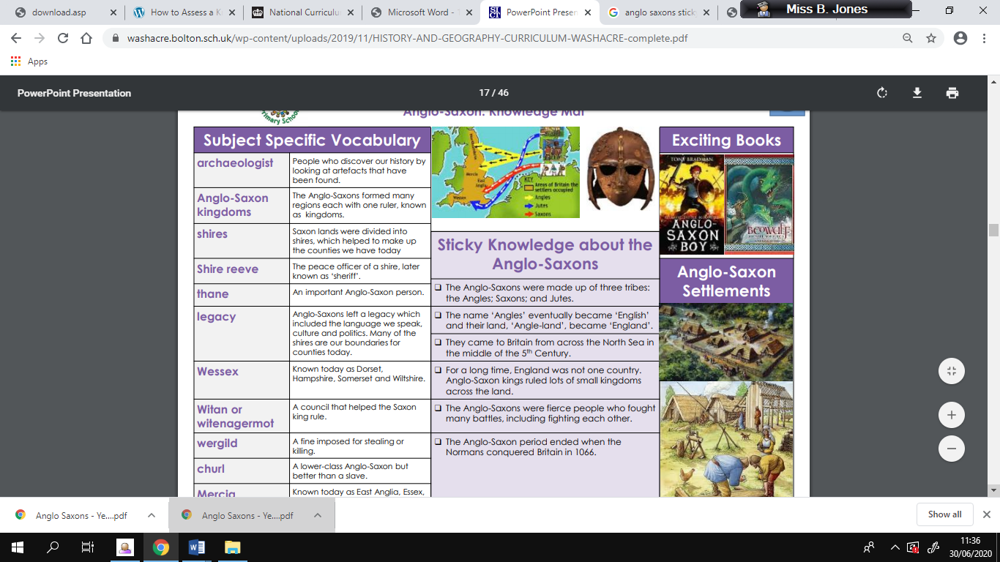 download.asp
How to Assess a K
National Curriculu
Microsoft Word - 1
PowerPoint Presen
anglo saxons stick
Miss B. Jones
washacre.bolton.sch.uk/wp-content/uploads/2019/11/HISTORY-AND-GEOGRAPHY-CURRICULUM-WASHACRE-complete.pdf
Apps
PowerPoint Presentation
17 / 46
Primary School
Anglo-Saxon: Knowledge Mat
Subject Specific Vocabulary
archaeologist
People who discover our history by
looking at artefacts that have
been found.
Anglo-Saxon
kingdoms
The Anglo-Saxons formed many
regions each with one ruler, known
as kingdoms.
shires
Saxon lands were divided into
shires, which helped to make up
the counties we have today
Shire reeve
The peace officer of a shire, later
known as ‘sheriff’.
thane
An important Anglo-Saxon person.
legacy
Anglo-Saxons left a legacy which
included the language we speak,
culture and politics. Many of the
shires are our boundaries for
counties today.
Wessex
Known today as Dorset,
Hampshire, Somerset and Wiltshire.
Witan or
witenagermot
A council that helped the Saxon
king rule.
wergild
A fine imposed for stealing or
killing.
churl
A lower-class Anglo-Saxon but
better than a slave.
Mercia
Known today as East Anglia, Essex,
Mercia
East
Anglia
Wessex
KEY
Areas of Britain the
settlers occupied
Angles
Jutes
Saxons
Sticky Knowledge about the
Anglo-Saxons
❑ The Anglo-Saxons were made up of three tribes:
the Angles; Saxons; and Jutes.
❑ The name ‘Angles’ eventually became ‘English’
and their land, ‘Angle-land’, became ‘England’.
❑ They came to Britain from across the North Sea in
the middle of the 5th Century.
❑ For a long time, England was not one country.
Anglo-Saxon kings ruled lots of small kingdoms
across the land.
❑ The Anglo-Saxons were fierce people who fought
many battles, including fighting each other.
❑ The Anglo-Saxon period ended when the
Normans conquered Britain in 1066.
Exciting Books
TONY BRADMAN
ANGLO-
SAXON
BOY
BEOWULF
Anglo-Saxon
Settlements
Anglo Saxons - Ye....pdf
Anglo Saxons - Ye....pdf
Show all
11:36
30/06/2020